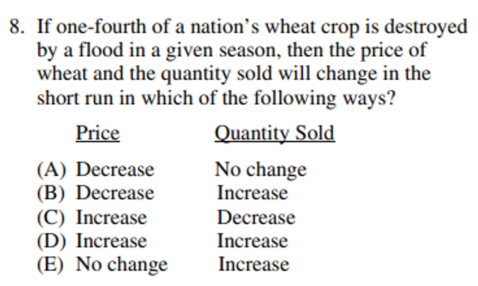 8. If one-fourth of a nation's wheat crop is destroyed
by a flood in a given season, then the price of
wheat and the quantity sold will change in the
short run in which of the following ways?
Price Quantity Sold
(A) Decrease No change
(B) Decrease Increase
(C) Increase Decrease
(D) Increase Increase
(E) No change Increase